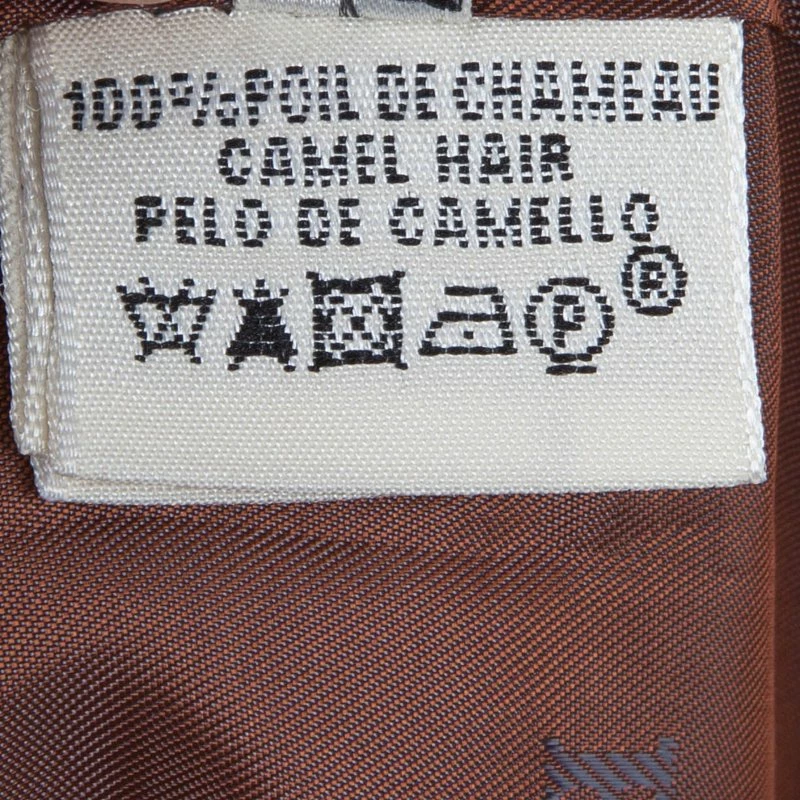 100%POIL DE CHAMEAU
CAMEL HAIR
PELO DE CAMELLO
P ®